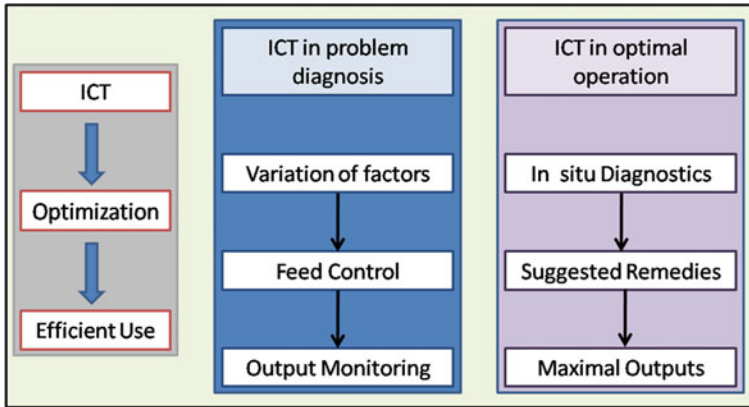 ICT
Optimization
Efficient Use
ICT in problem
diagnosis
Variation of factors
Feed Control
Output Monitoring
ICT in optimal
operation
In situ Diagnostics
Suggested Remedies
Maximal Outputs